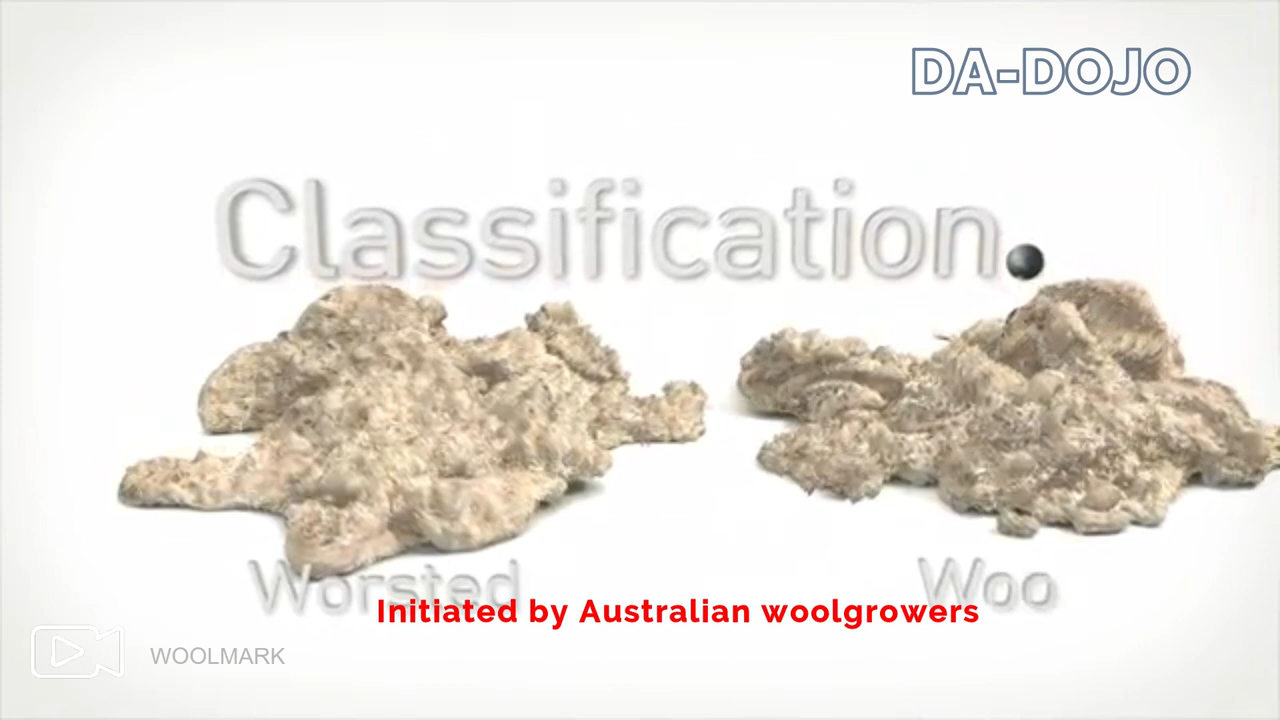 DA-DOJO
Classification.
Worsted
Woo
Initiated by Australian woolgrowers
WOOLMARK